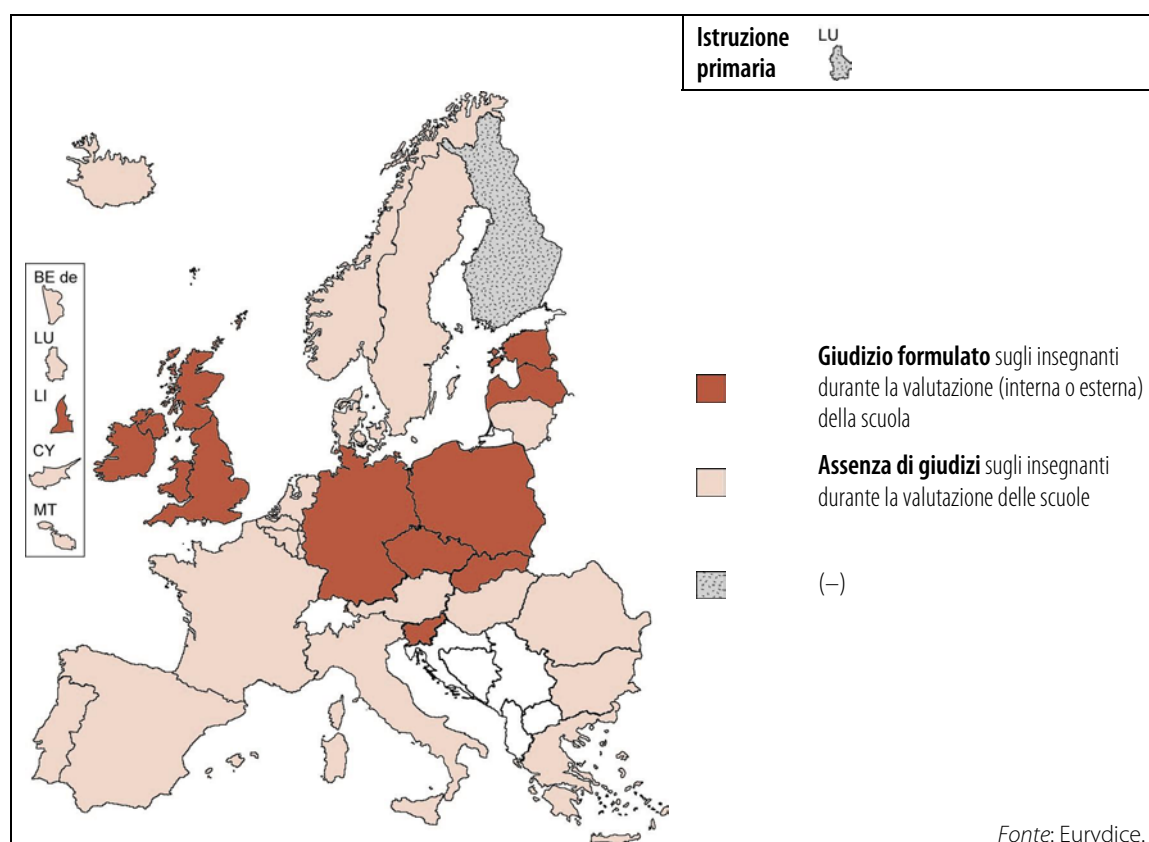 Istruzione
primaria
LU
BE de
LU
LI
CY
MT
Giudizio formulato sugli insegnanti
durante la valutazione (interna o esterna)
della scuola
Assenza di giudizi sugli insegnanti
durante la valutazione delle scuole
(–)
Fonte: Eurydice.